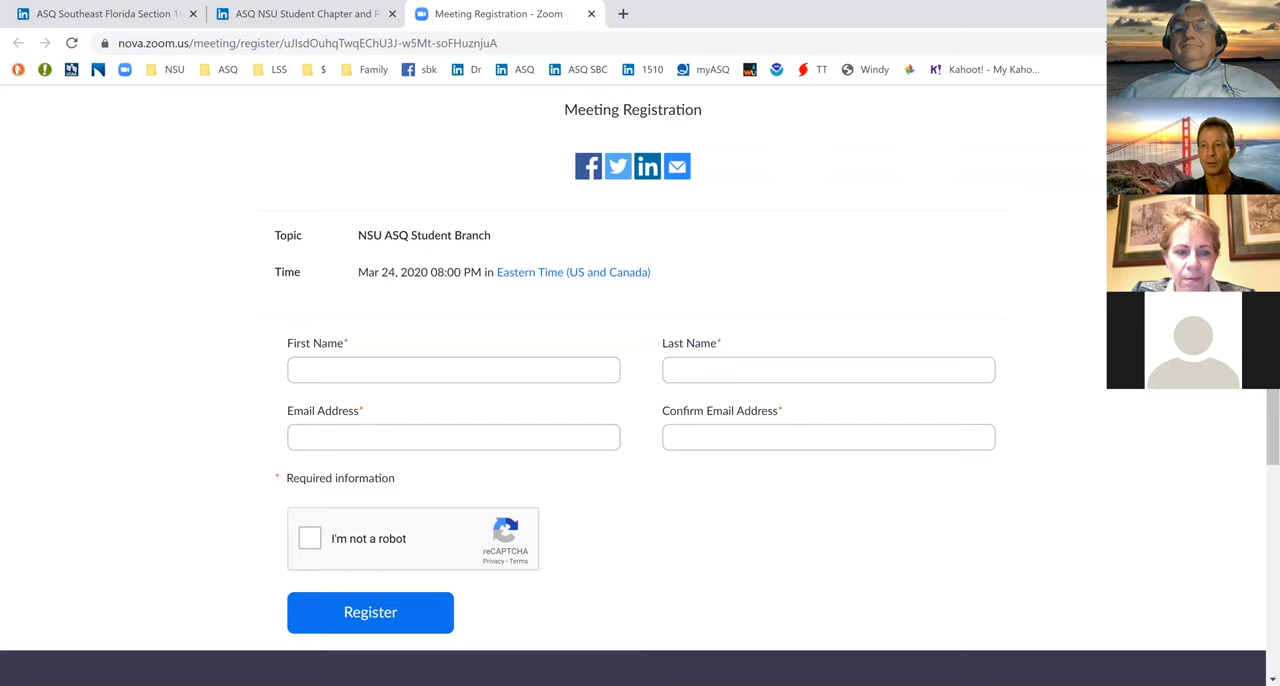 ASQ Southeast Florida Section 1
ASQ NSU Student Chapter and P
Meeting Registration - Zoom
nova.zoom.us/meeting/register/uJIsdOuhqTwqEChU3J-w5Mt-soFHuznjuA
NSU ASQ LSS $ Family sbk Dr ASQ ASQ SBC 1510 myASQ TT Windy K! Kahoot! - My Kaho...
Meeting Registration
Topic NSU ASQ Student Branch
Time Mar 24, 2020 08:00 PM in Eastern Time (US and Canada)
First Name* Last Name*
Email Address* Confirm Email Address*
* Required information
I'm not a robot
reCAPTCHA
Privacy - Terms
Register